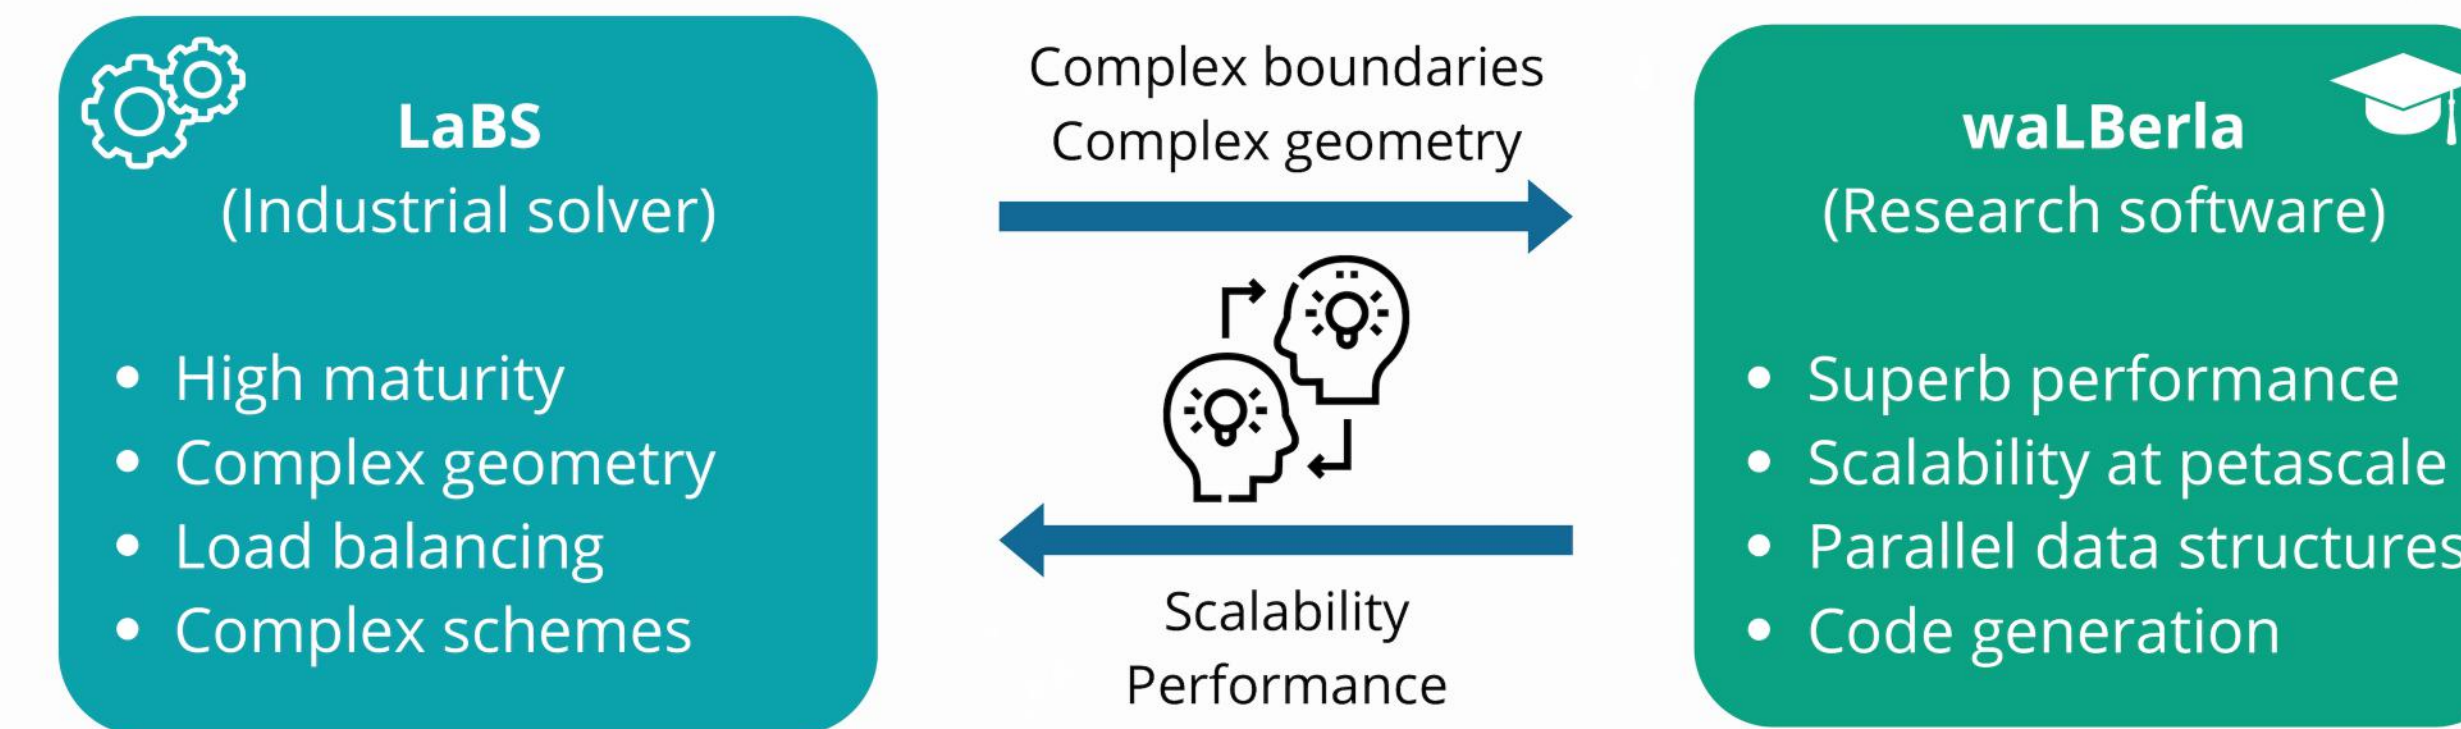 LaBS
(Industrial solver)
• High maturity
• Complex geometry
• Load balancing
• Complex schemes
Complex boundaries
Complex geometry
Scalability
Performance
waLBerla
(Research software)
• Superb performance
• Scalability at petascale
• Parallel data structures
• Code generation